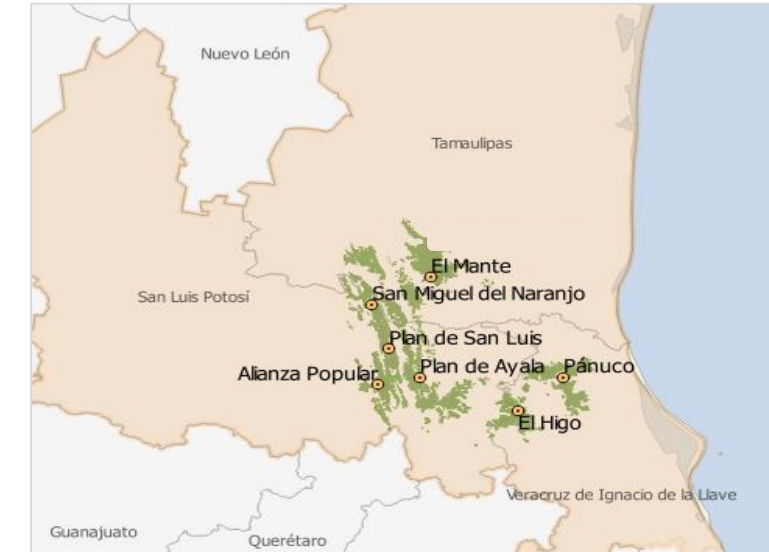 Nuevo León
Tamaulipas
El Mante
San Luis Potosí
San Miguel del Naranjo
Plan de San Luis
Alianza Popular
Plan de Ayala
Pánuco
El Higo
Veracruz de Ignacio de la Llave
Guanajuato
Querétaro